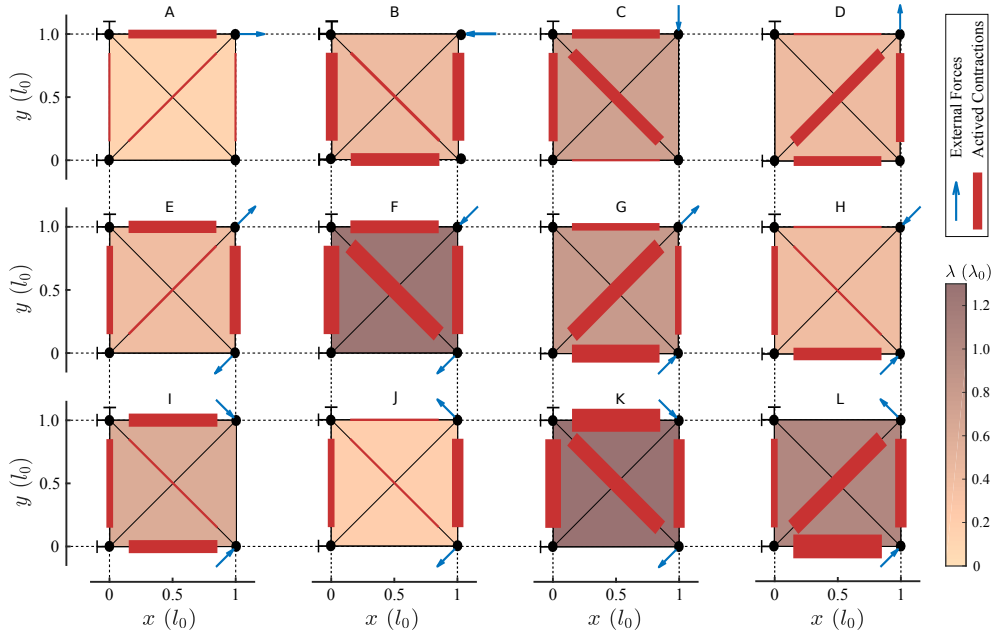 A B C D
y (l₀)
1.0
0.5
0
External Forces
Actived Contractions
E F G H
y (l₀)
1.0
0.5
0
λ (λ₀)
1.2
1
0.8
0.6
0.4
0.2
0
I J K L
y (l₀)
1.0
0.5
0
0 0.5 1 0 0.5 1 0 0.5 1 0 0.5 1
x (l₀) x (l₀) x (l₀) x (l₀)